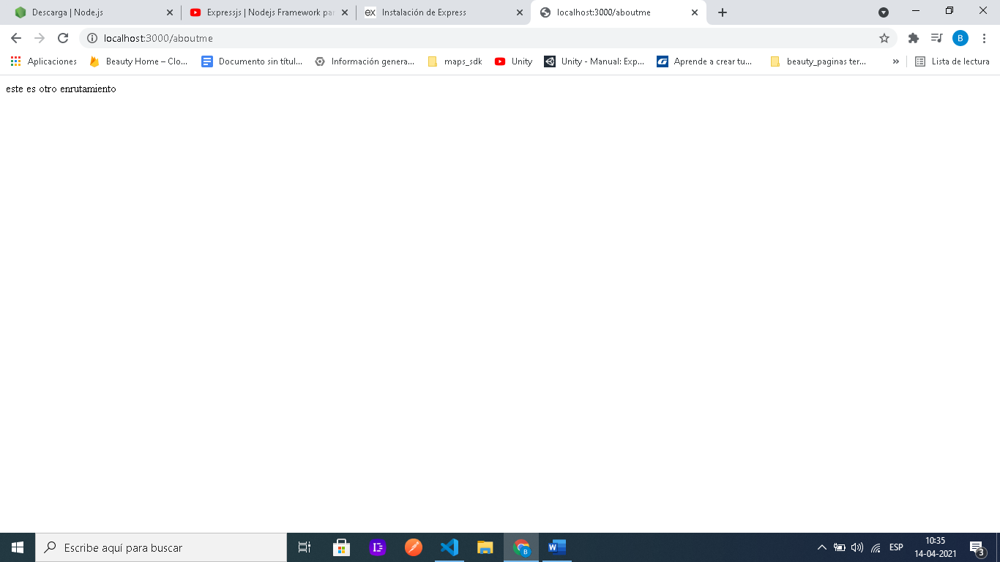 Descarga | Node.js
Expressjs | Nodejs Framework par
ex Instalación de Express
localhost:3000/aboutme
localhost:3000/aboutme
B
Aplicaciones
Beauty Home – Clo...
Documento sin títul...
Información genera...
maps_sdk
Unity
Unity - Manual: Exp...
Aprende a crear tu...
beauty_paginas ter...
»
Lista de lectura
este es otro enrutamiento
Escribe aquí para buscar
B
W
ESP
10:35
14-04-2021
3